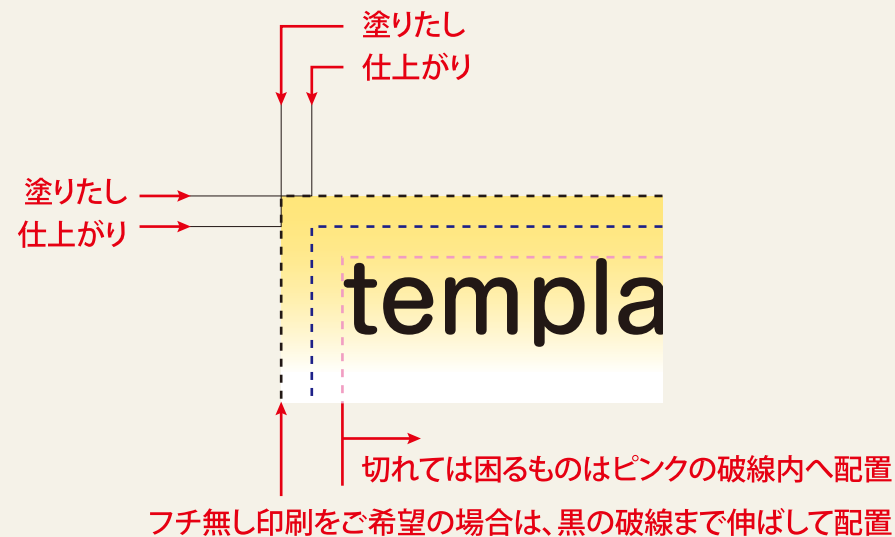 塗りたし
仕上がり
塗りたし
仕上がり
templa
切れては困るものはピンクの破線内へ配置
フチ無し印刷をご希望の場合は、黒の破線まで伸ばして配置